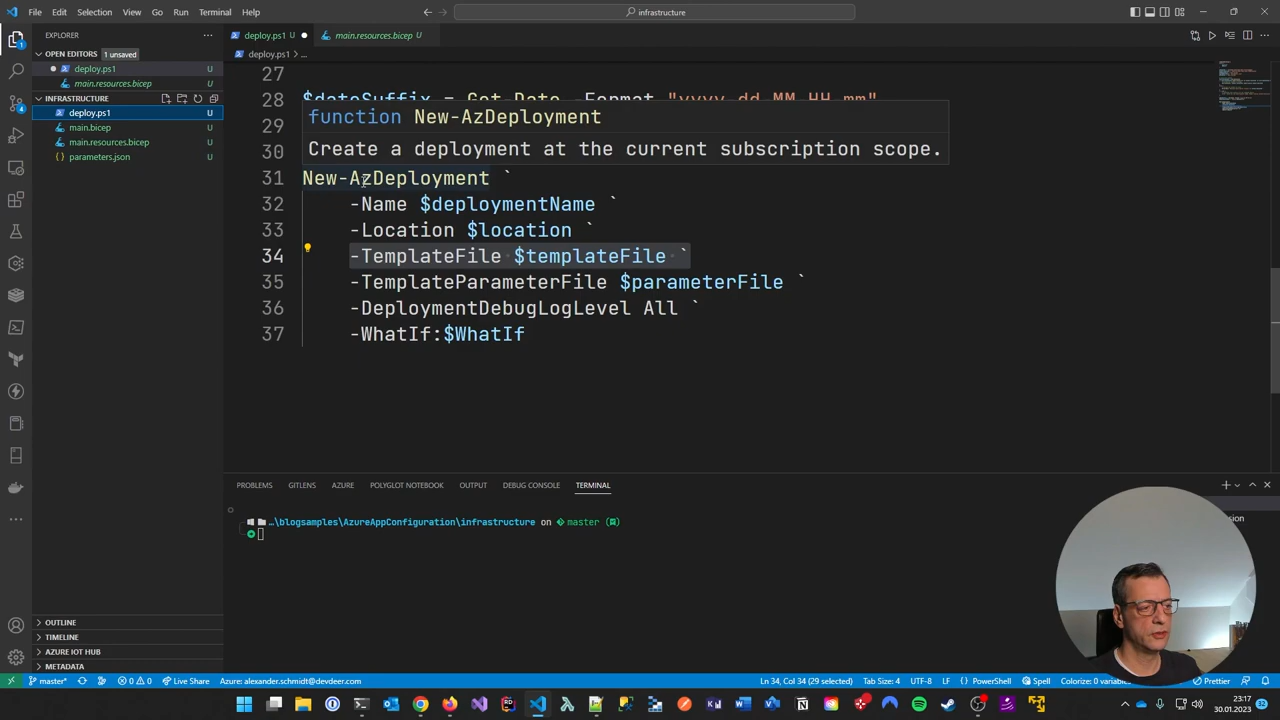 File Edit Selection View Go Run Terminal Help
infrastructure
EXPLORER
deploy.ps1 U
main.resources.bicep U
OPEN EDITORS 1 unsaved
deploy.ps1 > ...
deploy.ps1 U
main.resources.bicep U
INFRASTRUCTURE
deploy.ps1 U
main.bicep U
main.resources.bicep U
parameters.json U
27
28 $dateSuffix = Get-Date -Format "yyyy-dd-MM-HH-mm"
29
function New-AzDeployment
30
Create a deployment at the current subscription scope.
31 New-AzDeployment `
32 -Name $deploymentName `
33 -Location $location `
34 -TemplateFile $templateFile `
35 -TemplateParameterFile $parameterFile `
36 -DeploymentDebugLogLevel All `
37 -WhatIf:$WhatIf
PROBLEMS GITLENS AZURE POLYGLOT NOTEBOOK OUTPUT DEBUG CONSOLE TERMINAL
..\blogsamples\AzureAppConfiguration\infrastructure on master
OUTLINE
TIMELINE
AZURE IOT HUB
METADATA
master* 0 0 Live Share Azure: alexander.schmidt@devdeer.com Ln 34, Col 34 (29 selected) Tab Size: 4 UTF-8 LF PowerShell Spell Colorize: 0 variables Prettier
23:17
30.01.2023